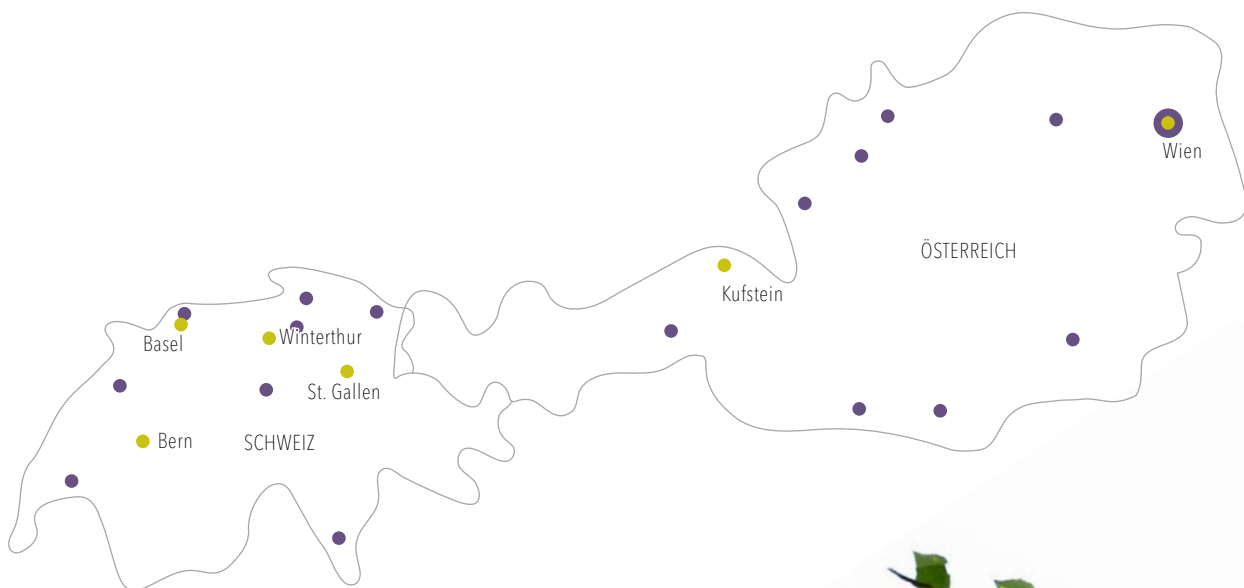 Wien
ÖSTERREICH
Kufstein
Basel
Winterthur
St. Gallen
Bern
SCHWEIZ